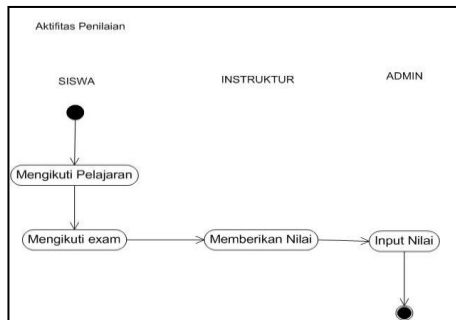 Aktifitas Penilaian
SISWA
INSTRUKTUR
ADMIN
Mengikuti Pelajaran
Mengikuti exam
Memberikan Nilai
Input Nilai